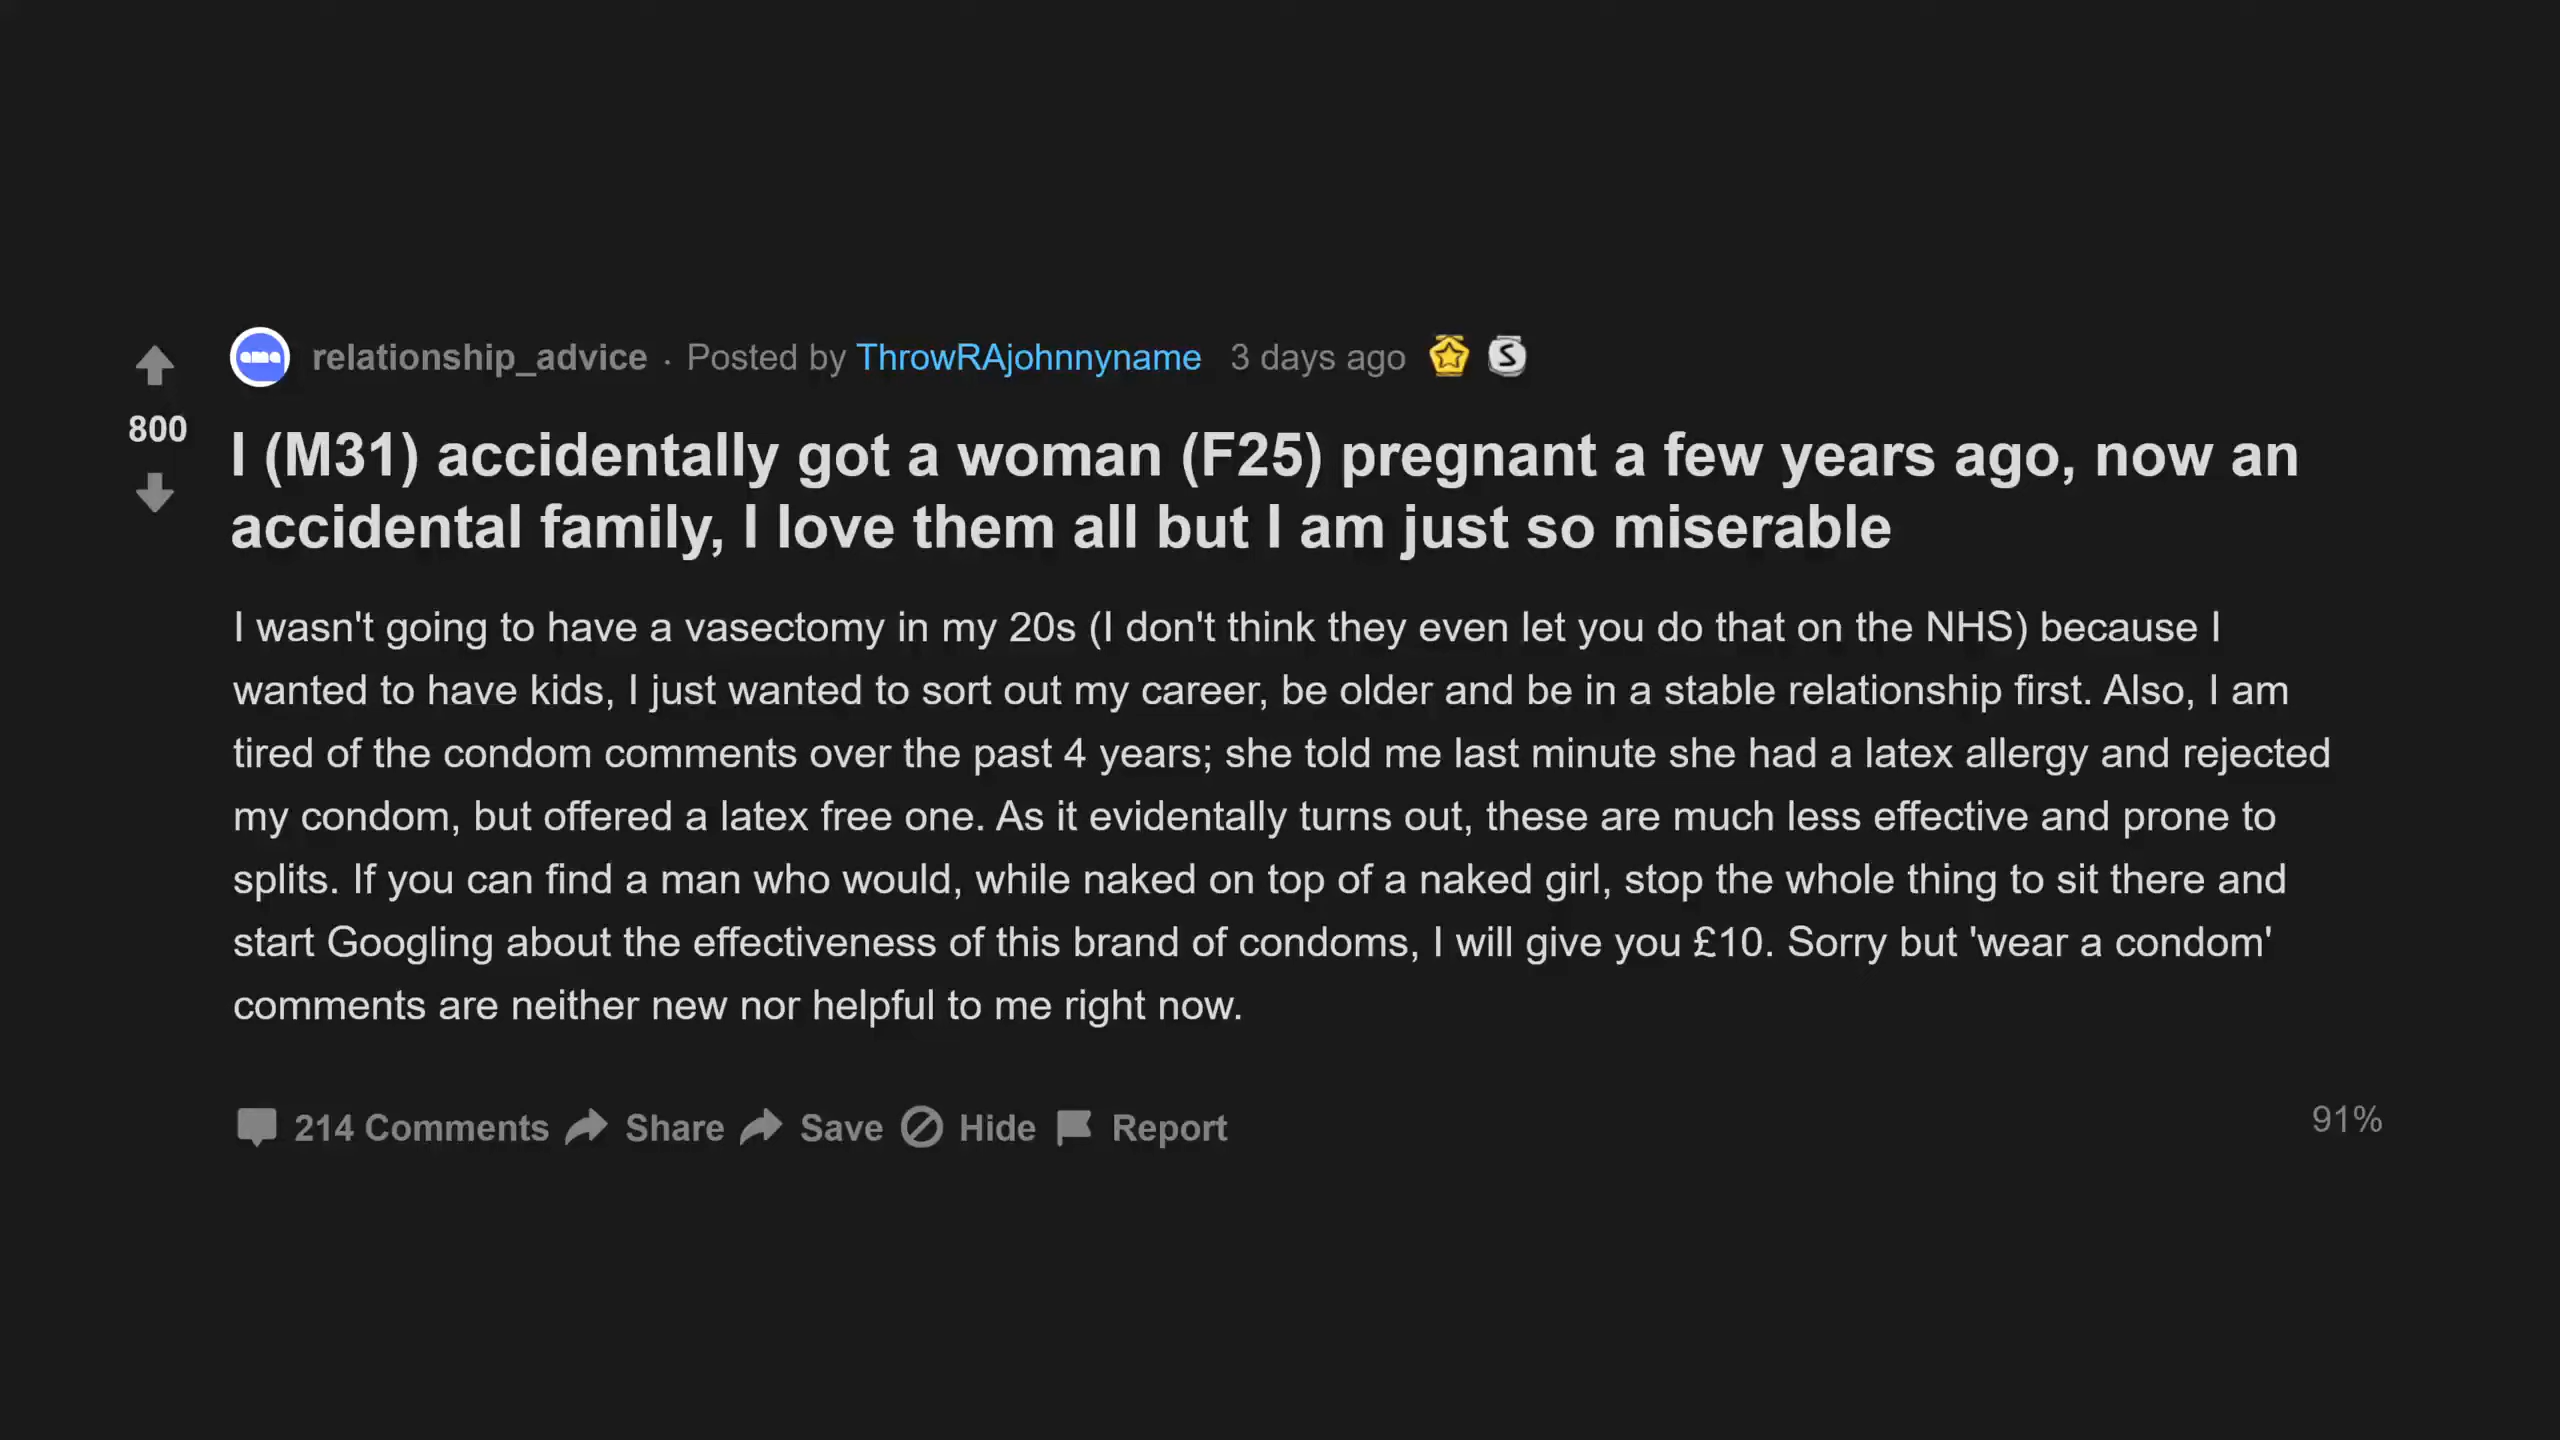 relationship_advice · Posted by ThrowRAjohnnyname 3 days ago
800
I (M31) accidentally got a woman (F25) pregnant a few years ago, now an
accidental family, I love them all but I am just so miserable
I wasn't going to have a vasectomy in my 20s (I don't think they even let you do that on the NHS) because I
wanted to have kids, I just wanted to sort out my career, be older and be in a stable relationship first. Also, I am
tired of the condom comments over the past 4 years; she told me last minute she had a latex allergy and rejected
my condom, but offered a latex free one. As it evidentally turns out, these are much less effective and prone to
splits. If you can find a man who would, while naked on top of a naked girl, stop the whole thing to sit there and
start Googling about the effectiveness of this brand of condoms, I will give you £10. Sorry but 'wear a condom'
comments are neither new nor helpful to me right now.
214 Comments Share Save Hide Report
91%